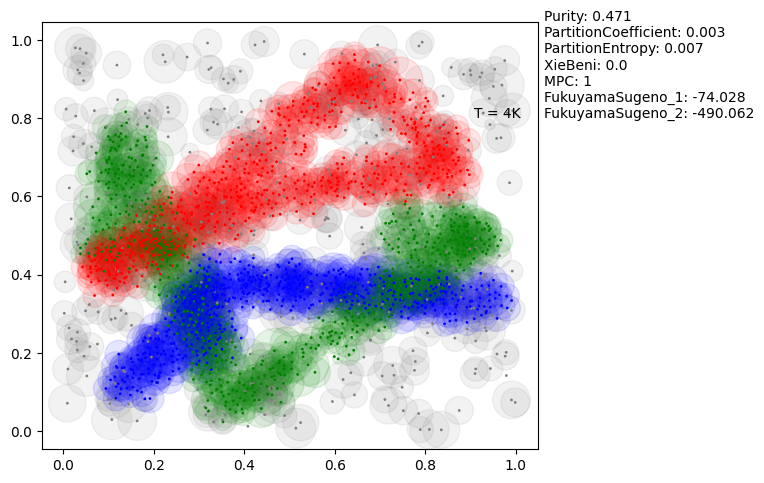 Purity: 0.471
PartitionCoefficient: 0.003
PartitionEntropy: 0.007
XieBeni: 0.0
MPC: 1
FukuyamaSugeno_1: -74.028
FukuyamaSugeno_2: -490.062
T = 4K
1.0
0.8
0.6
0.4
0.2
0.0
0.0 0.2 0.4 0.6 0.8 1.0